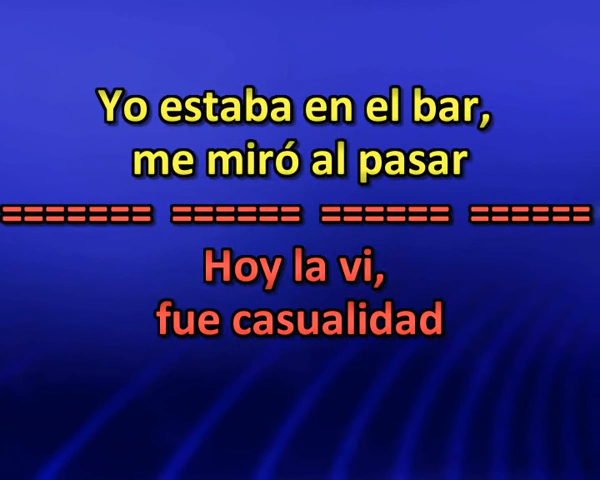 Yo estaba en el bar,
me miró al pasar
======= ====== ====== ======
Hoy la vi,
fue casualidad